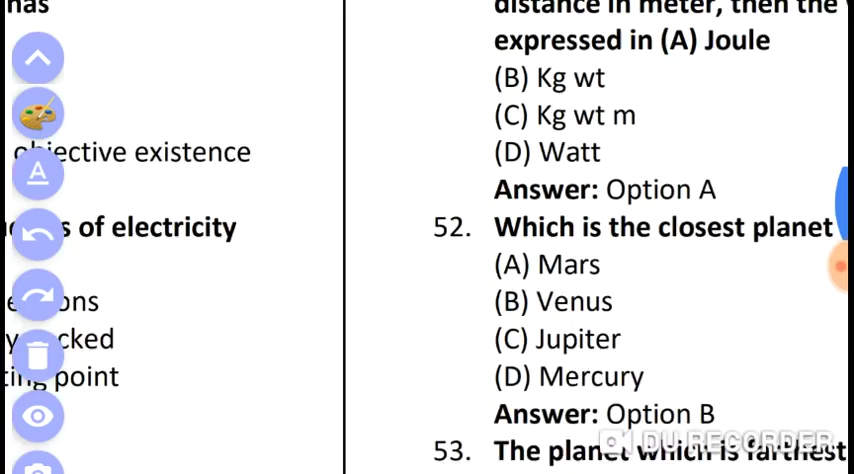 has
objective existence
s of electricity
ons
cked
ting point
distance in meter, then the
expressed in (A) Joule
(B) Kg wt
(C) Kg wt m
(D) Watt
Answer: Option A
52. Which is the closest planet
(A) Mars
(B) Venus
(C) Jupiter
(D) Mercury
Answer: Option B
53. The planet which is farthest
DU RECORDER